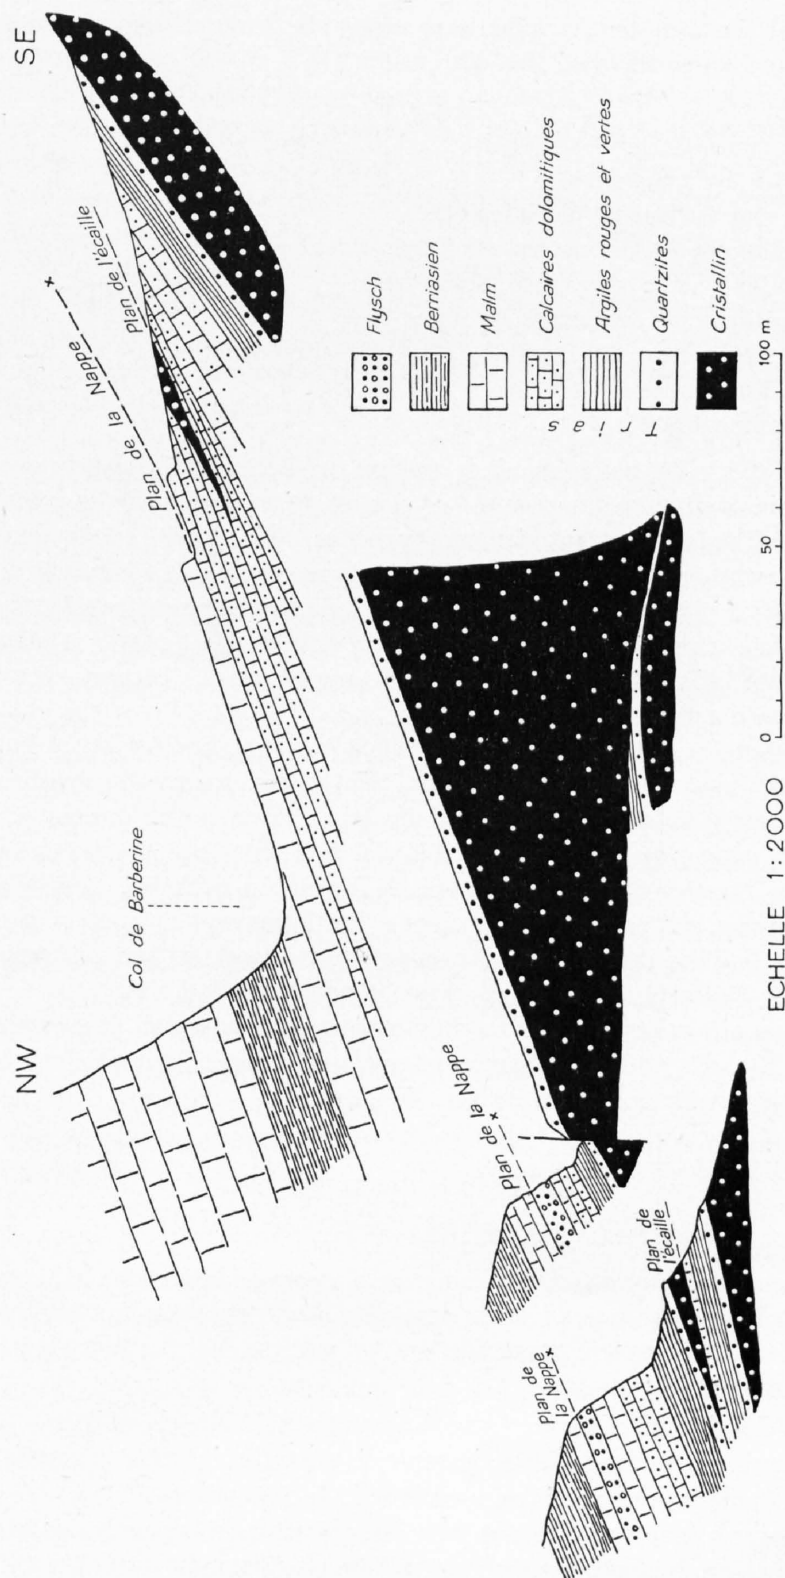 NW
SE
Col de Barberine
Plan de la Nappe
Plan de l'écaille
Plan de la Nappe
Plan de
la Nappe
Plan de
l'écaille
Flysch
Berriasien
Malm
Calcaires dolomitiques
Argiles rouges et vertes
Quartzites
Cristallin
Trias
ECHELLE 1:2000
0
50
100 m